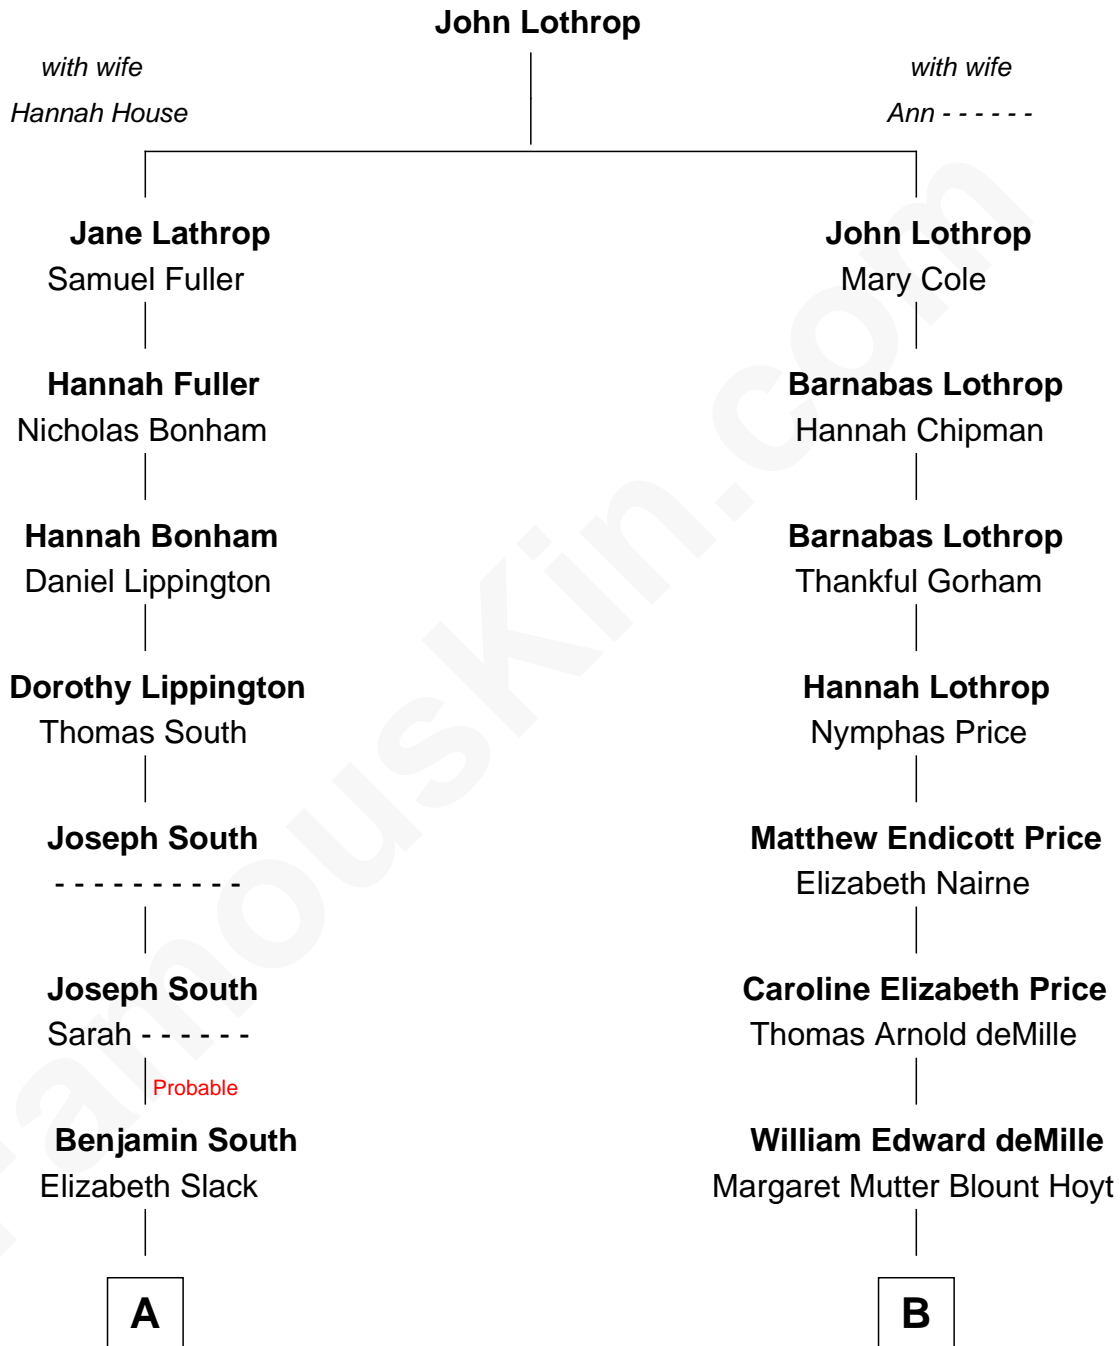 John Lothrop
with wife
Hannah House
with wife
Ann - - - - - -
Jane Lathrop
Samuel Fuller
John Lothrop
Mary Cole
Hannah Fuller
Nicholas Bonham
Barnabas Lothrop
Hannah Chipman
Hannah Bonham
Daniel Lippington
Barnabas Lothrop
Thankful Gorham
Dorothy Lippington
Thomas South
Hannah Lothrop
Nymphas Price
Joseph South
- - - - - - - - - -
Matthew Endicott Price
Elizabeth Nairne
Joseph South
Sarah - - - - - -
Caroline Elizabeth Price
Thomas Arnold deMille
Probable
Benjamin South
Elizabeth Slack
William Edward deMille
Margaret Mutter Blount Hoyt
A
B
FamousKin.com